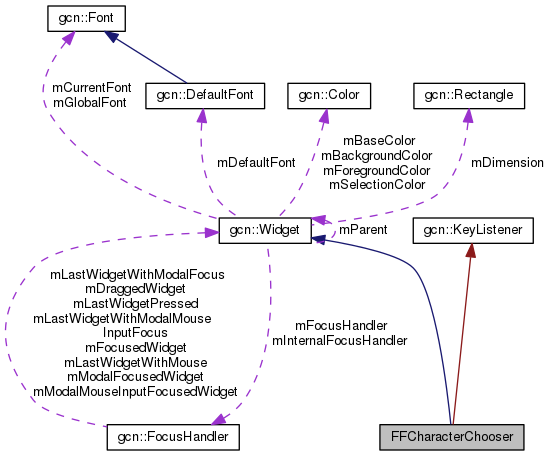 gcn::Font
mCurrentFont
mGlobalFont
gcn::DefaultFont
gcn::Color
gcn::Rectangle
mDefaultFont
mBaseColor
mBackgroundColor
mForegroundColor
mSelectionColor
mDimension
gcn::Widget
mParent
gcn::KeyListener
mLastWidgetWithModalFocus
mDraggedWidget
mLastWidgetPressed
mLastWidgetWithModalMouse
InputFocus
mFocusedWidget
mLastWidgetWithMouse
mModalFocusedWidget
mModalMouseInputFocusedWidget
mFocusHandler
mInternalFocusHandler
gcn::FocusHandler
FFCharacterChooser